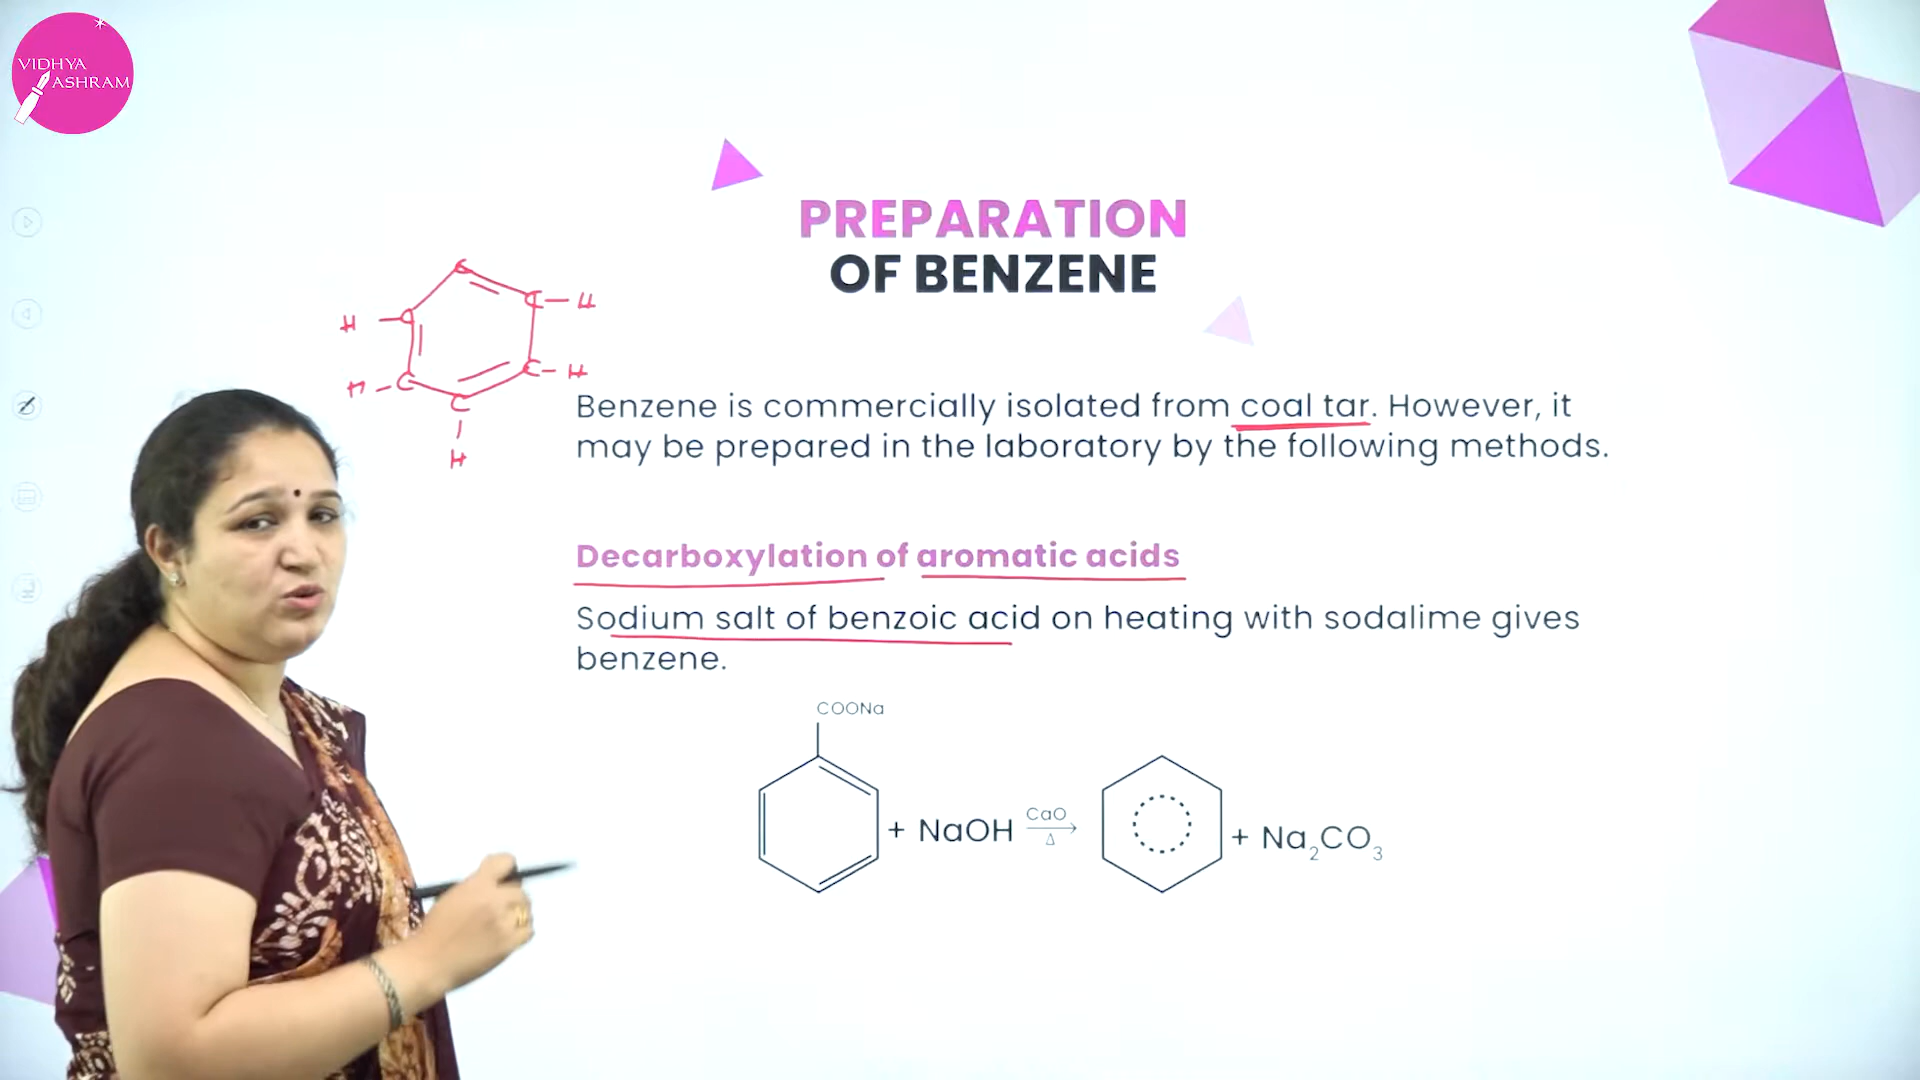 VIDHYA
ASHRAM
PREPARATION
OF BENZENE
C
C – H
H – C
C – H
H – C
C
H
Benzene is commercially isolated from coal tar. However, it
may be prepared in the laboratory by the following methods.
Decarboxylation of aromatic acids
Sodium salt of benzoic acid on heating with sodalime gives
benzene.
COONa
+ NaOH CaO Δ → + Na₂CO₃